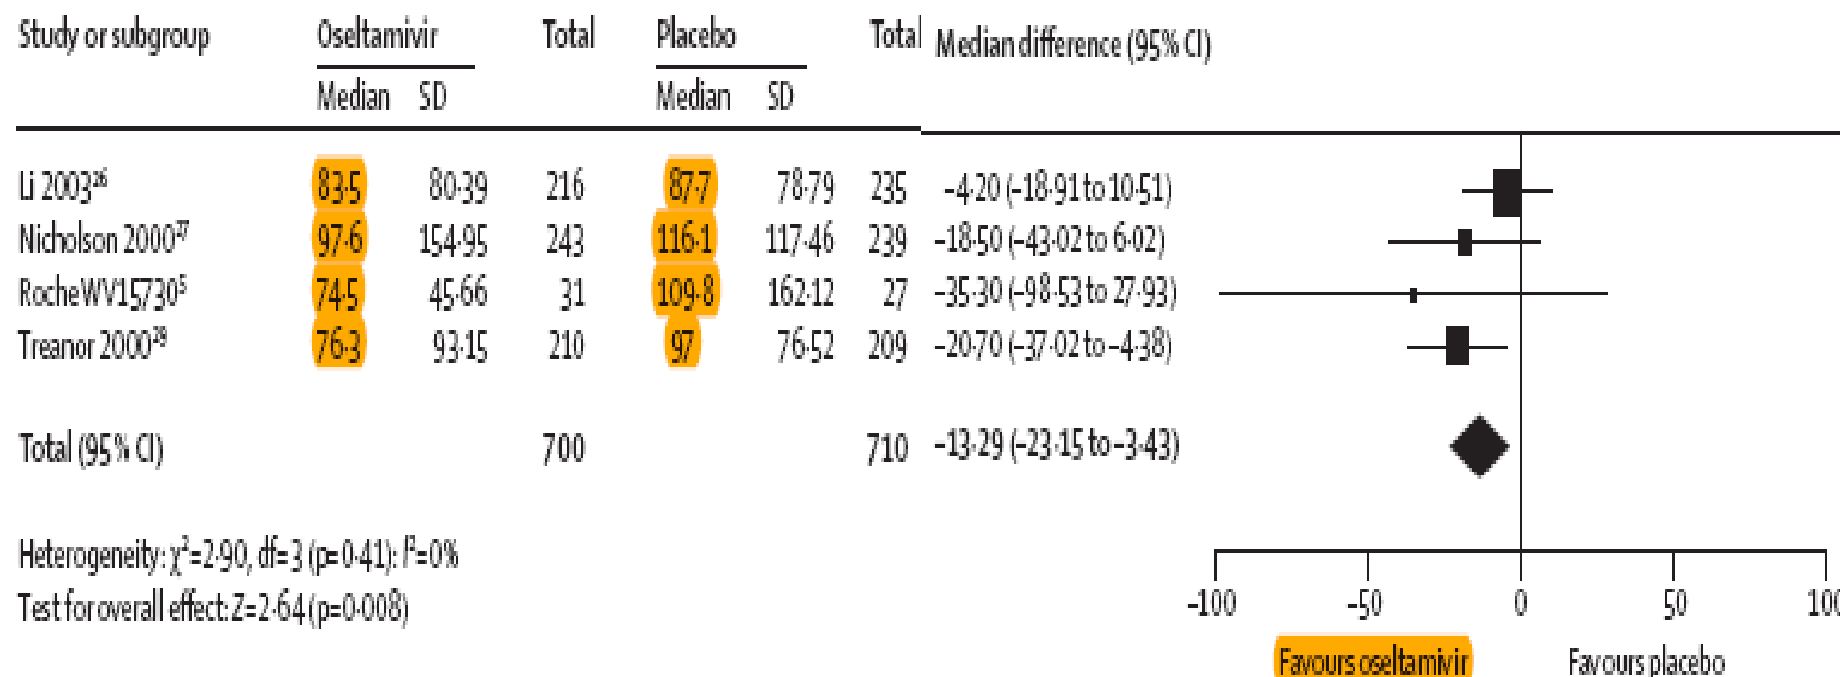 Study or subgroup Oseltamivir Total Placebo Total Median difference (95% CI)
Median SD Median SD
Li 2003²⁶ 83·5 80·39 216 87·7 78·79 235 –4·20 (–18·91 to 10·51)
Nicholson 2000²⁷ 97·6 154·95 243 116·1 117·46 239 –18·50 (–43·02 to 6·02)
Roche WV15730⁵ 74·5 45·66 31 109·8 162·12 27 –35·30 (–98·53 to 27·93)
Treanor 2000²⁸ 76·3 93·15 210 97 76·52 209 –20·70 (–37·02 to –4·38)
Total (95% CI) 700 710 –13·29 (–23·15 to –3·43)
Heterogeneity: χ²=2·90, df=3 (p=0·41): I²=0%
Test for overall effect: Z=2·64 (p=0·008)
–100 –50 0 50 100
Favours oseltamivir Favours placebo